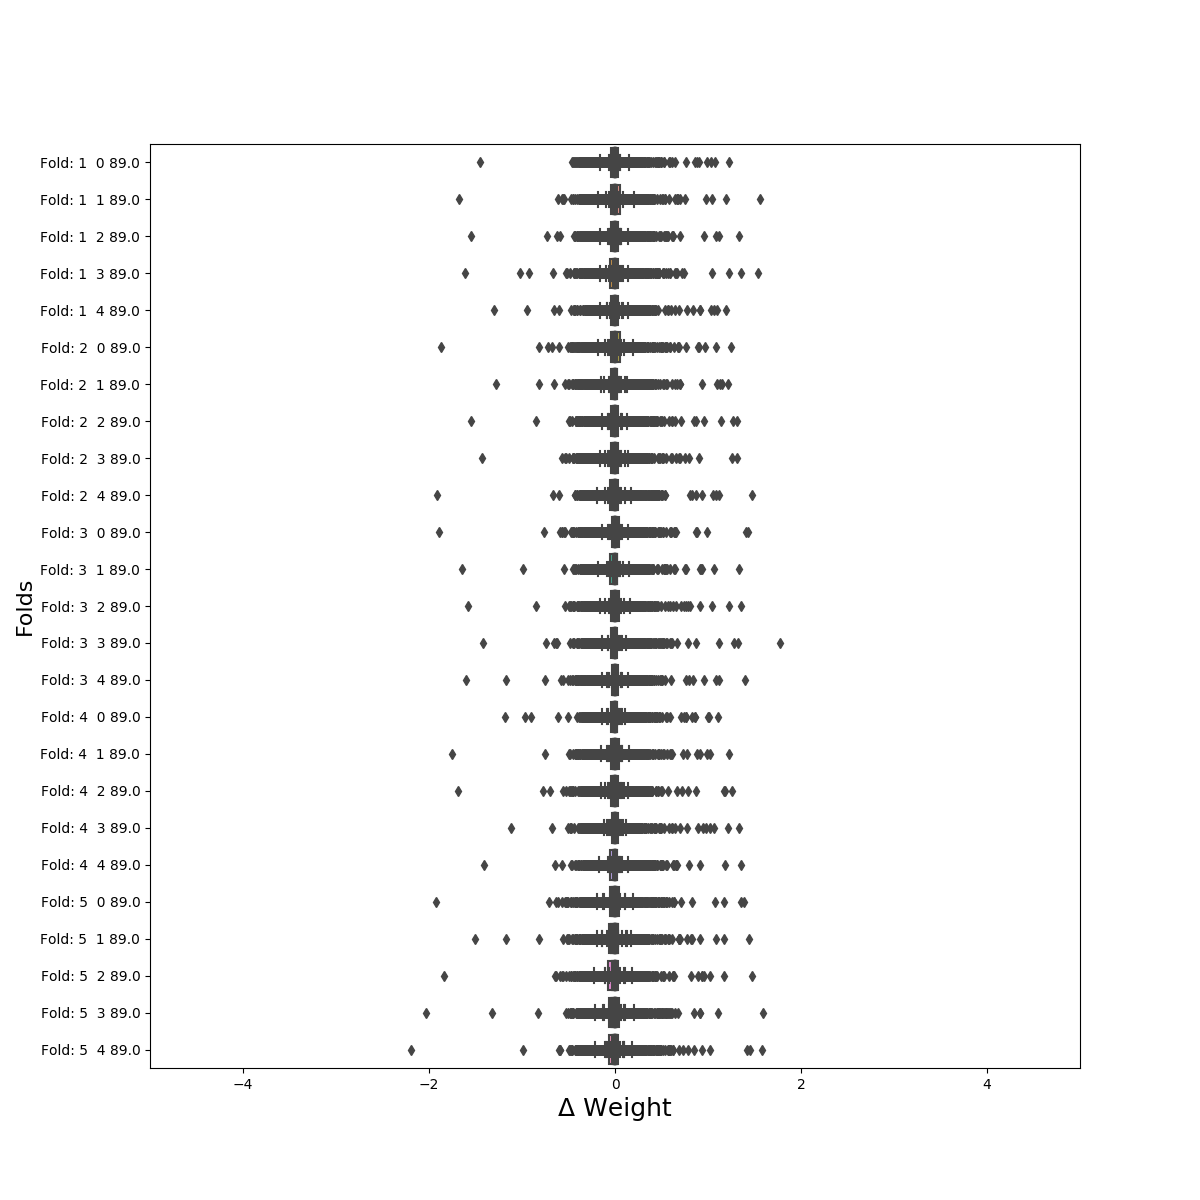 Fold: 1  0 89.0
Fold: 1  1 89.0
Fold: 1  2 89.0
Fold: 1  3 89.0
Fold: 1  4 89.0
Fold: 2  0 89.0
Fold: 2  1 89.0
Fold: 2  2 89.0
Fold: 2  3 89.0
Fold: 2  4 89.0
Fold: 3  0 89.0
Fold: 3  1 89.0
Fold: 3  2 89.0
Fold: 3  3 89.0
Fold: 3  4 89.0
Fold: 4  0 89.0
Fold: 4  1 89.0
Fold: 4  2 89.0
Fold: 4  3 89.0
Fold: 4  4 89.0
Fold: 5  0 89.0
Fold: 5  1 89.0
Fold: 5  2 89.0
Fold: 5  3 89.0
Fold: 5  4 89.0
Folds
−4 −2 0 2 4
Δ Weight